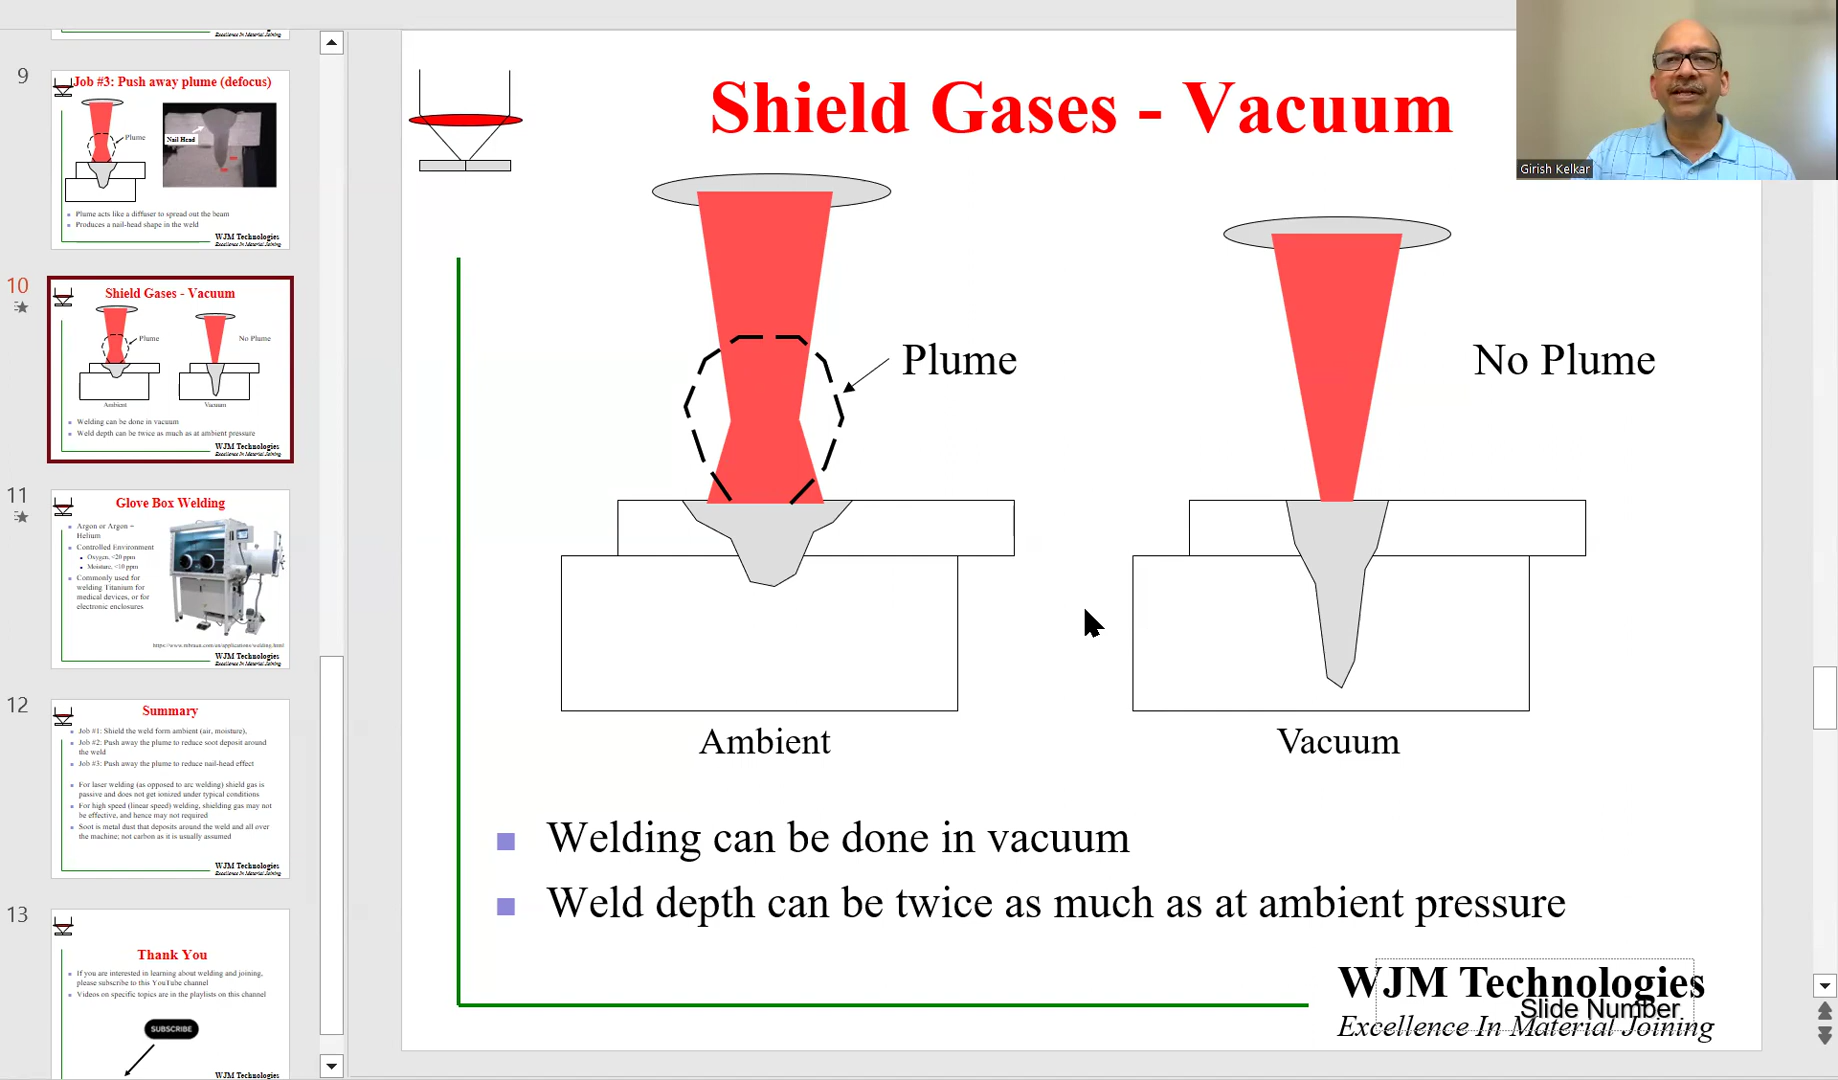 Excellence In Material Joining
9
Job #3: Push away plume (defocus)
Plume
Nail Head
Plume acts like a diffuser to spread out the beam
Produces a nail-head shape in the weld
WJM Technologies
Excellence In Material Joining
10
Shield Gases - Vacuum
Plume
No Plume
Ambient
Vacuum
Welding can be done in vacuum
Weld depth can be twice as much as at ambient pressure
WJM Technologies
Excellence In Material Joining
11
Glove Box Welding
Argon or Argon –
Helium
Controlled Environment
Oxygen, <20 ppm
Moisture, <10 ppm
Commonly used for
welding Titanium for
medical devices, or for
electronic enclosures
WJM Technologies
Excellence In Material Joining
12
Summary
Job #1: Shield the weld form ambient (air, moisture),
Job #2: Push away the plume to reduce soot deposit around
the weld
Job #3: Push away the plume to reduce nail-head effect
For laser welding (as opposed to arc welding) shield gas is
passive and does not get ionized under typical conditions
For high speed (linear speed) welding, shielding gas may not
be effective, and hence may not required
Soot is metal dust that deposits around the weld and all over
the machine; not carbon as it is usually assumed
WJM Technologies
Excellence In Material Joining
13
Thank You
If you are interested in learning about welding and joining,
please subscribe to this YouTube channel
Videos on specific topics are in the playlists on this channel
SUBSCRIBE
WJM Technologies
Shield Gases - Vacuum
Plume
No Plume
Ambient
Vacuum
Welding can be done in vacuum
Weld depth can be twice as much as at ambient pressure
WJM Technologies
Slide Number
Excellence In Material Joining
Girish Kelkar